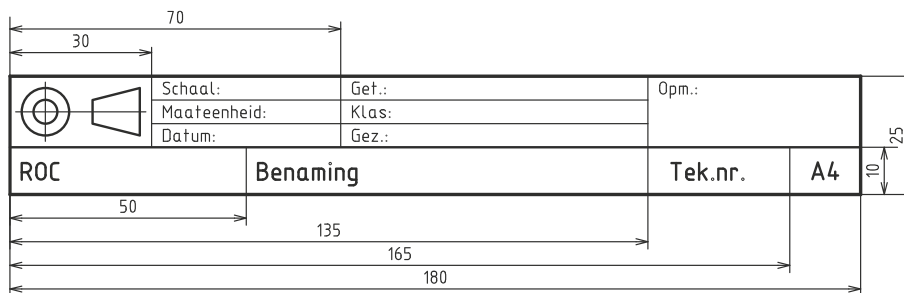 70
30
Schaal: Get.: Opm.:
Maateenheid: Klas:
Datum: Gez.:
25
ROC Benaming Tek.nr. A4 10
50
135
165
180